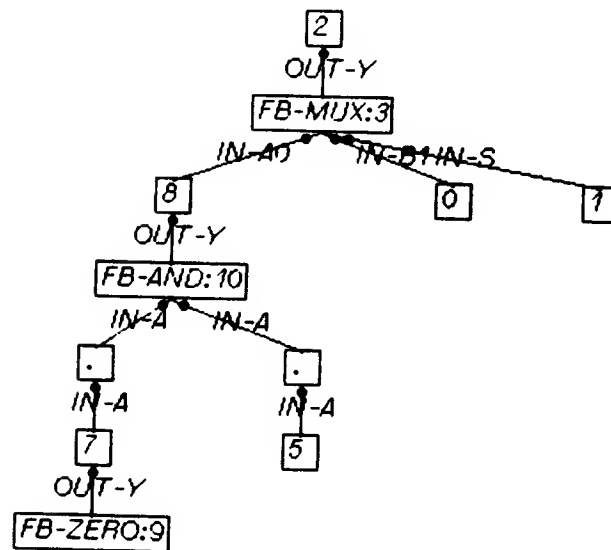 2
OUT-Y
FB-MUX:3
IN-A0 IN-B1 IN-S
8 0 1
OUT-Y
FB-AND:10
IN-A IN-A
. .
IN-A IN-A
7 5
OUT-Y
FB-ZERO:9